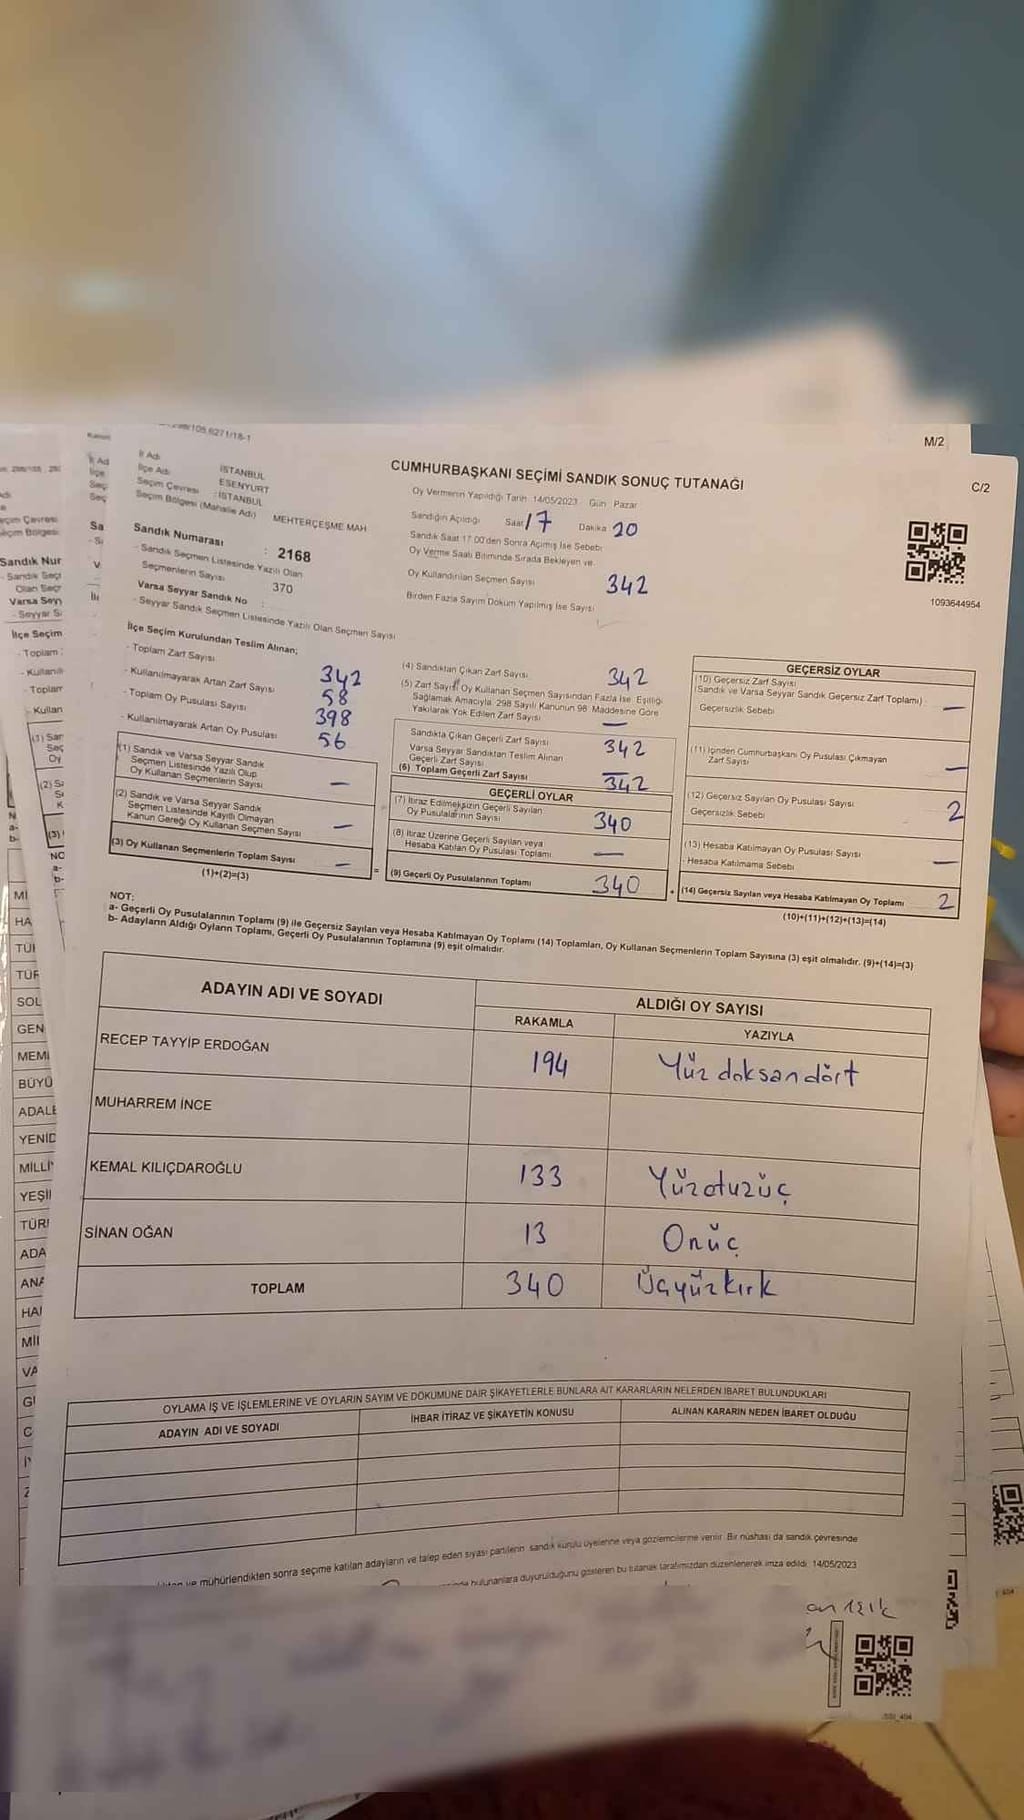 M/2
C/2
CUMHURBAŞKANI SEÇİMİ SANDIK SONUÇ TUTANAĞI
İl Adı
İSTANBUL
İlçe Adı
ESENYURT
Seçim Çevresi : İSTANBUL
Seçim Bölgesi (Mahalle Adı) MEHTERÇEŞME MAH
Sandık Numarası : 2168
- Sandık Seçmen Listesinde Yazılı Olan
Seçmenlerin Sayısı 370
Varsa Seyyar Sandık No :
- Seyyar Sandık Seçmen Listesinde Yazılı Olan Seçmen Sayısı
Oy Vermenin Yapıldığı Tarih 14/05/2023 Gün Pazar
Sandığın Açıldığı Saat 17 Dakika 20
Sandık Saat 17.00'den Sonra Açımış İse Sebebi
Oy Verme Saati Bitiminde Sırada Bekleyen ve
Oy Kullandırılan Seçmen Sayısı 342
Birden Fazla Sayım Döküm Yapılmış İse Sayısı
1093644954
İlçe Seçim Kurulundan Teslim Alınan;
- Toplam Zarf Sayısı 342
- Kullanılmayarak Artan Zarf Sayısı 58
- Toplam Oy Pusulası Sayısı 398
- Kullanılmayarak Artan Oy Pusulası 56
(1) Sandık ve Varsa Seyyar Sandık
Seçmen Listesinde Yazılı Olup
Oy Kullanan Seçmenlerin Sayısı —
(2) Sandık ve Varsa Seyyar Sandık
Seçmen Listesinde Kayıtlı Olmayan
Kanun Gereği Oy Kullanan Seçmen Sayısı —
(3) Oy Kullanan Seçmenlerin Toplam Sayısı —
(1)+(2)=(3)
(4) Sandıktan Çıkan Zarf Sayısı 342
(5) Zarf Sayısı Oy Kullanan Seçmen Sayısından Fazla İse, Eşitliği
Sağlamak Amacıyla, 298 Sayılı Kanunun 98. Maddesine Göre
Yakılarak Yok Edilen Zarf Sayısı —
Sandıkta Çıkan Geçerli Zarf Sayısı 342
Varsa Seyyar Sandıktan Teslim Alınan
Geçerli Zarf Sayısı —
(6) Toplam Geçerli Zarf Sayısı 342
GEÇERLİ OYLAR
(7) İtiraz Edilmeksizin Geçerli Sayılan
Oy Pusulalarının Sayısı 340
(8) İtiraz Üzerine Geçerli Sayılan veya
Hesaba Katılan Oy Pusulası Toplamı —
(9) Geçerli Oy Pusulalarının Toplamı 340
GEÇERSİZ OYLAR
(10) Geçersiz Zarf Sayısı
(Sandık ve Varsa Seyyar Sandık Geçersiz Zarf Toplamı) —
Geçersizlik Sebebi
(11) İçinden Cumhurbaşkanı Oy Pusulası Çıkmayan
Zarf Sayısı —
(12) Geçersiz Sayılan Oy Pusulası Sayısı 2
Geçersizlik Sebebi
(13) Hesaba Katılmayan Oy Pusulası Sayısı —
- Hesaba Katılmama Sebebi
(14) Geçersiz Sayılan veya Hesaba Katılmayan Oy Toplamı 2
(10)+(11)+(12)+(13)=(14)
NOT:
a- Geçerli Oy Pusulalarının Toplamı (9) ile Geçersiz Sayılan veya Hesaba Katılmayan Oy Toplamı (14) Toplamları, Oy Kullanan Seçmenlerin Toplam Sayısına (3) eşit olmalıdır. (9)+(14)=(3)
b- Adayların Aldığı Oyların Toplamı, Geçerli Oy Pusulalarının Toplamına (9) eşit olmalıdır.
ADAYIN ADI VE SOYADI
ALDIĞI OY SAYISI
RAKAMLA
YAZIYLA
RECEP TAYYİP ERDOĞAN 194 Yüz doksandört
MUHARREM İNCE
KEMAL KILIÇDAROĞLU 133 Yüzotuzüç
SİNAN OĞAN 13 Onüç
TOPLAM 340 Üçyüzkırk
OYLAMA İŞ VE İŞLEMLERİNE VE OYLARIN SAYIM VE DÖKÜMÜNE DAİR ŞİKAYETLERLE BUNLARA AİT KARARLARIN NELERDEN İBARET BULUNDUKLARI
ADAYIN ADI VE SOYADI
İHBAR İTİRAZ VE ŞİKAYETİN KONUSU
ALINAN KARARIN NEDEN İBARET OLDUĞU
ve mühürlendikten sonra seçime katılan adayların ve talep eden siyasi partilerin sandık kurulu üyelerine veya gözlemcilerine verilir. Bir nüshası da sandık çevresinde
bulunanlara duyurulduğunu gösteren bu tutanak tarafımızdan düzenlenerek imza edildi. 14/05/2023